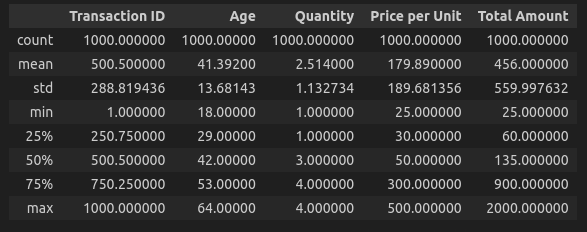 Transaction ID Age Quantity Price per Unit Total Amount
count 1000.000000 1000.00000 1000.000000 1000.000000 1000.000000
mean 500.500000 41.39200 2.514000 179.890000 456.000000
std 288.819436 13.68143 1.132734 189.681356 559.997632
min 1.000000 18.00000 1.000000 25.000000 25.000000
25% 250.750000 29.00000 1.000000 30.000000 60.000000
50% 500.500000 42.00000 3.000000 50.000000 135.000000
75% 750.250000 53.00000 4.000000 300.000000 900.000000
max 1000.000000 64.00000 4.000000 500.000000 2000.000000